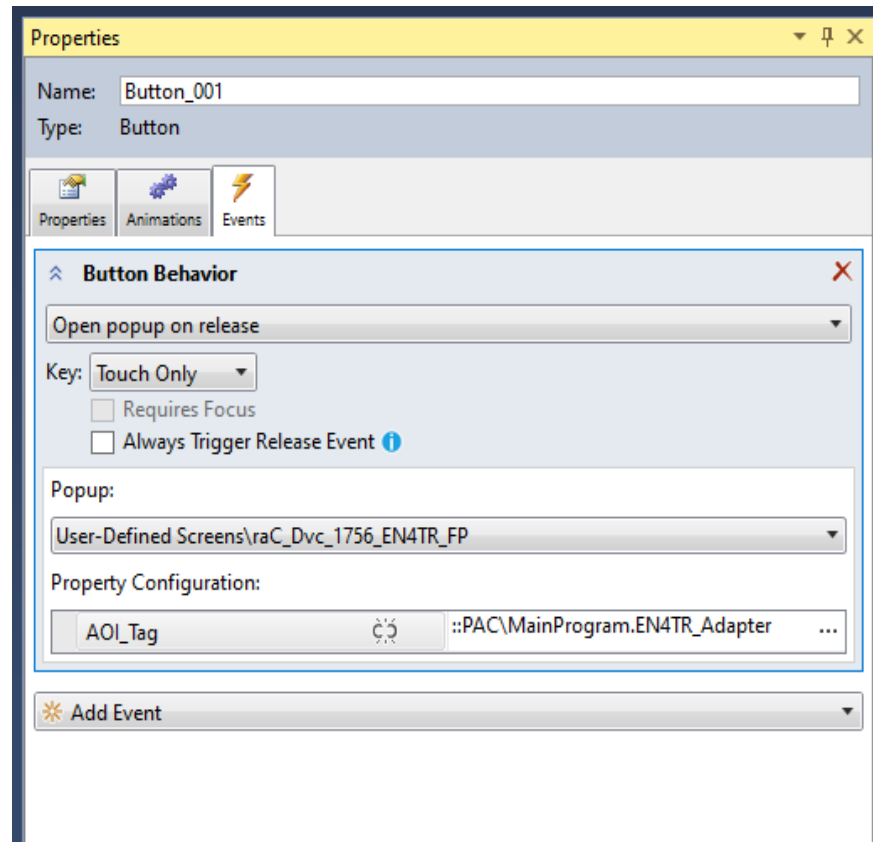 Properties
Name: Button_001
Type: Button
Properties Animations Events
Button Behavior
Open popup on release
Key: Touch Only
Requires Focus
Always Trigger Release Event
Popup:
User-Defined Screens\raC_Dvc_1756_EN4TR_FP
Property Configuration:
AOI_Tag ::PAC\MainProgram.EN4TR_Adapter ...
Add Event